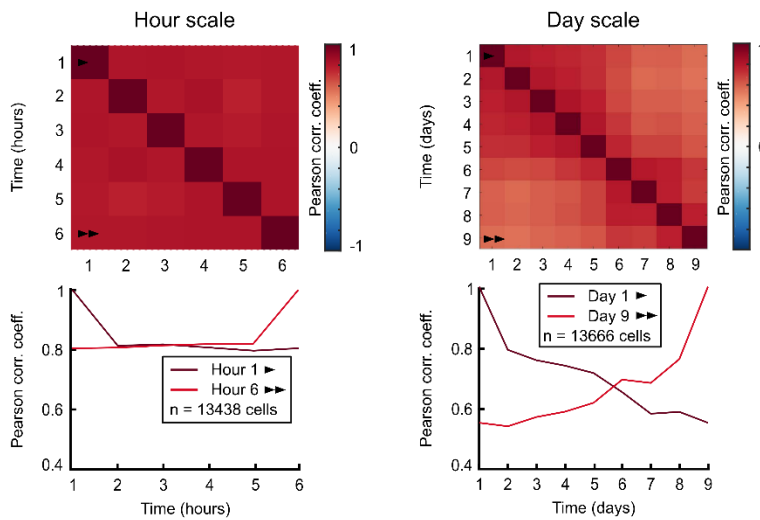 Hour scale
Time (hours)
1
2
3
4
5
6
1 2 3 4 5 6
Pearson corr. coeff.
1
0
-1
Day scale
Time (days)
1
2
3
4
5
6
7
8
9
1 2 3 4 5 6 7 8 9
Pearson corr. coeff.
1
0
Pearson corr. coeff.
1
0.8
0.6
0.4
Hour 1
Hour 6
n = 13438 cells
1 2 3 4 5 6
Time (hours)
Pearson corr. coeff.
1
0.8
0.6
0.4
Day 1
Day 9
n = 13666 cells
1 2 3 4 5 6 7 8 9
Time (days)